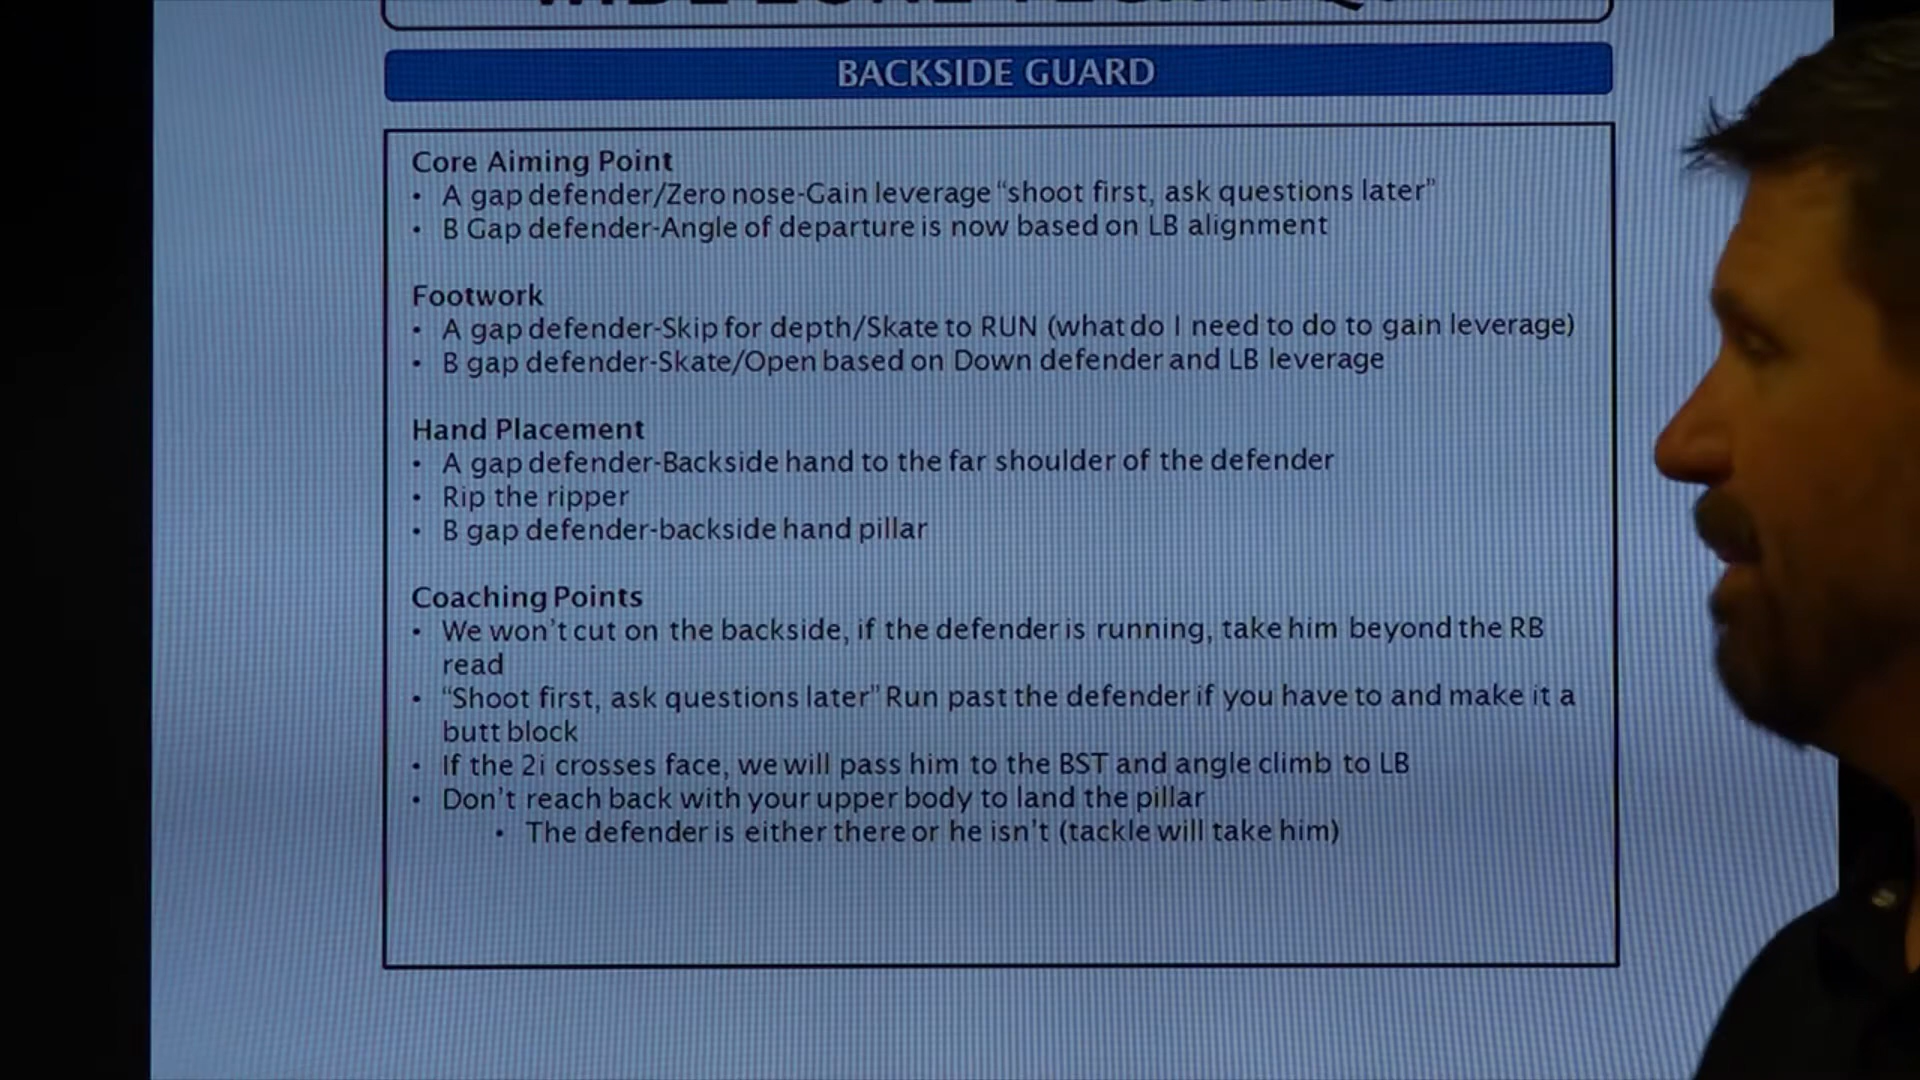 BACKSIDE GUARD
Core Aiming Point
• A gap defender/Zero nose-Gain leverage “shoot first, ask questions later”
• B Gap defender-Angle of departure is now based on LB alignment
Footwork
• A gap defender-Skip for depth/Skate to RUN (what do I need to do to gain leverage)
• B gap defender-Skate/Open based on Down defender and LB leverage
Hand Placement
• A gap defender-Backside hand to the far shoulder of the defender
• Rip the ripper
• B gap defender-backside hand pillar
Coaching Points
• We won’t cut on the backside, if the defender is running, take him beyond the RB
read
• “Shoot first, ask questions later” Run past the defender if you have to and make it a
butt block
• If the 2i crosses face, we will pass him to the BST and angle climb to LB
• Don’t reach back with your upper body to land the pillar
• The defender is either there or he isn’t (tackle will take him)